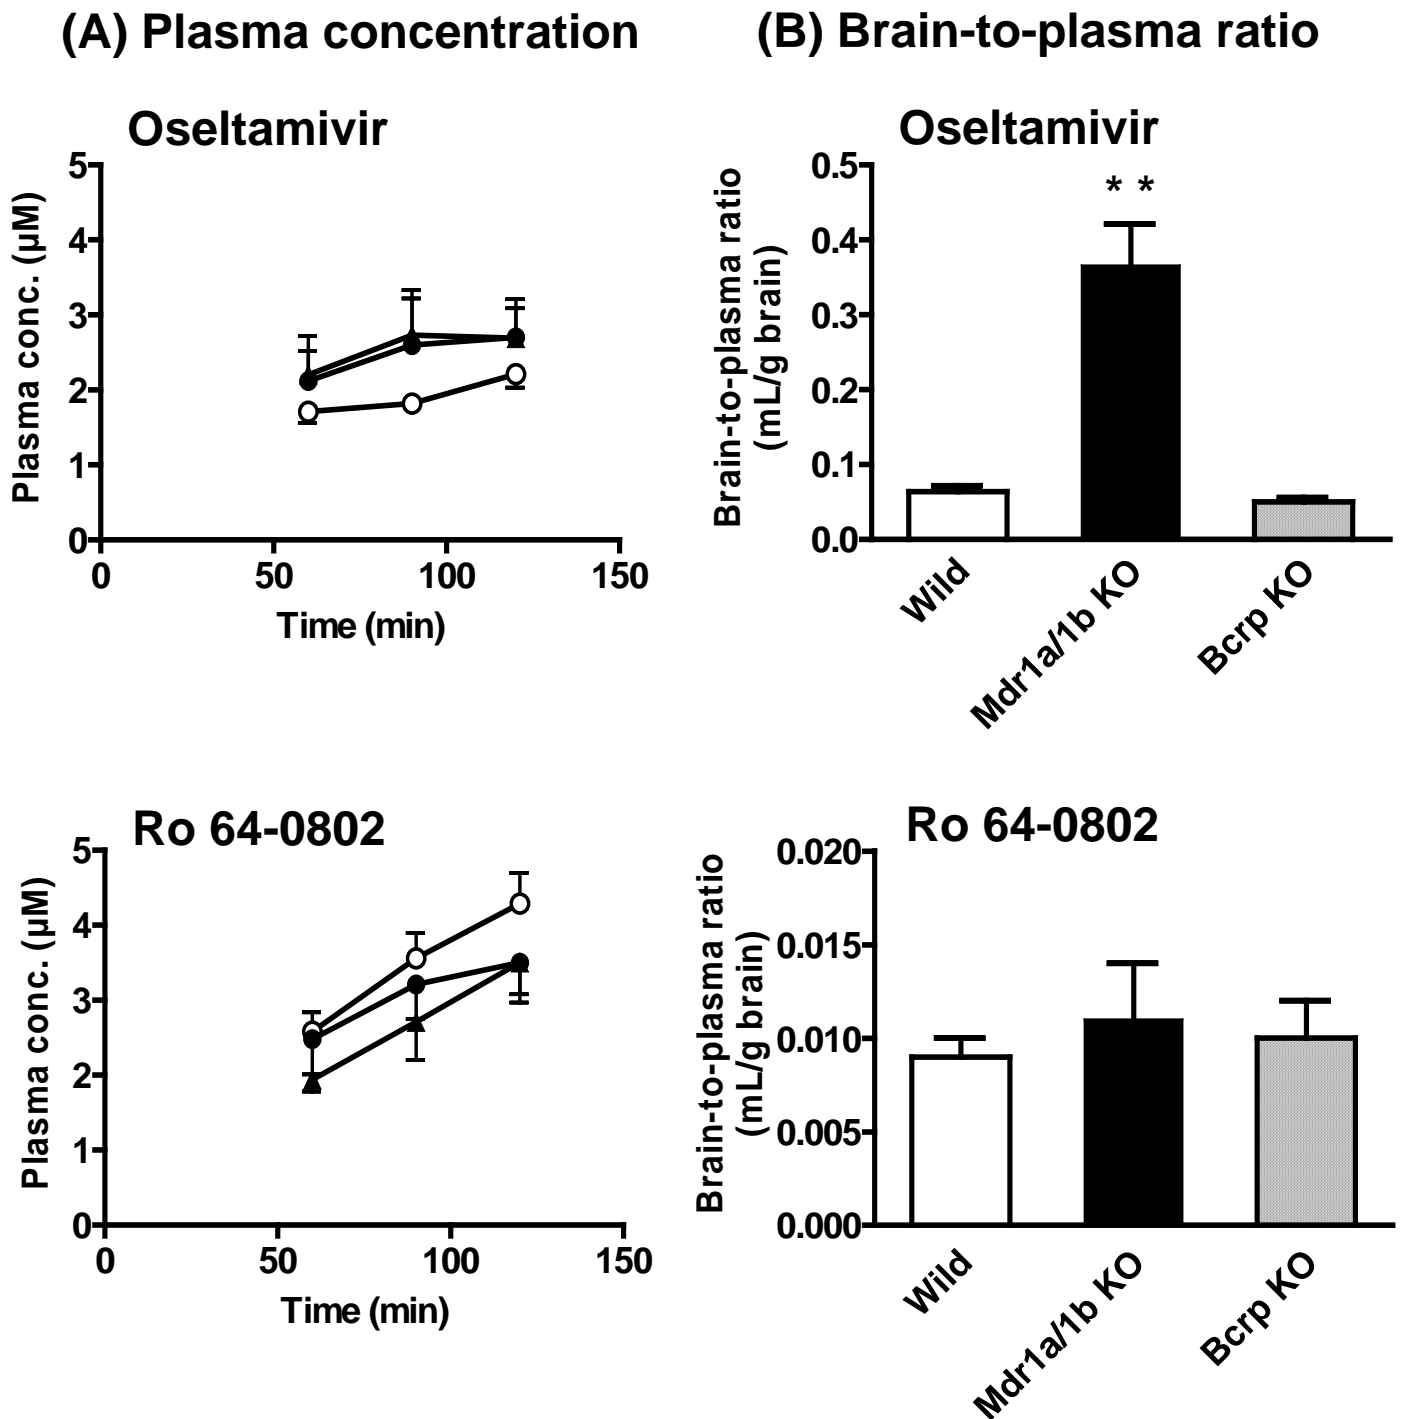 (A) Plasma concentration
(B) Brain-to-plasma ratio
Oseltamivir
5
4
3
2
1
0
Plasma conc. (µM)
0 50 100 150
Time (min)
Oseltamivir
* *
0.5
0.4
0.3
0.2
0.1
0.0
Brain-to-plasma ratio
(mL/g brain)
Wild
Mdr1a/1b KO
Bcrp KO
Ro 64-0802
5
4
3
2
1
0
Plasma conc. (µM)
0 50 100 150
Time (min)
Ro 64-0802
0.020
0.015
0.010
0.005
0.000
Brain-to-plasma ratio
(mL/g brain)
Wild
Mdr1a/1b KO
Bcrp KO